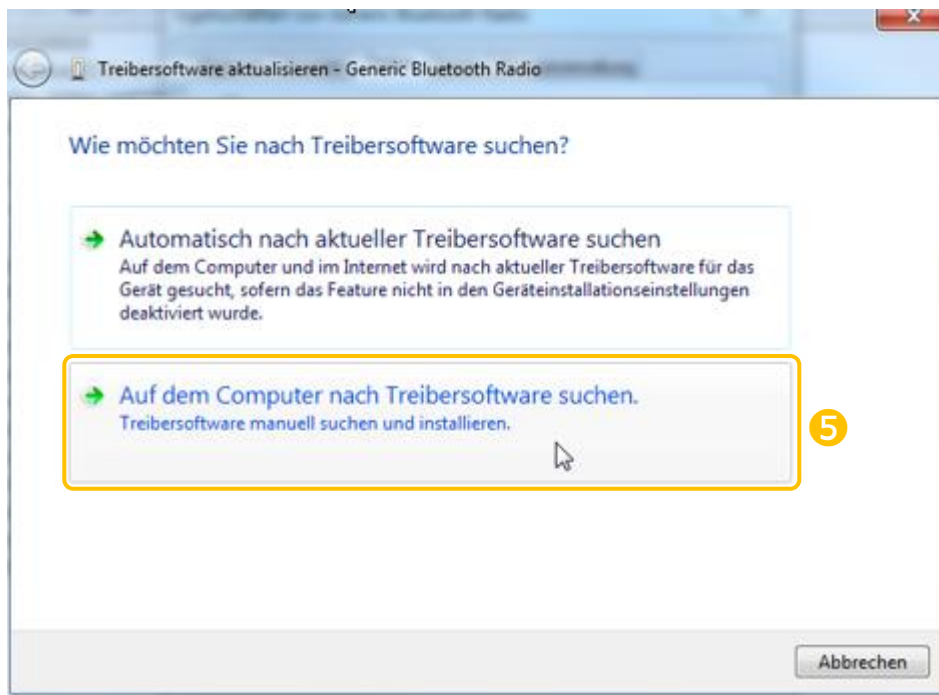 Treibersoftware aktualisieren - Generic Bluetooth Radio
Wie möchten Sie nach Treibersoftware suchen?
Automatisch nach aktueller Treibersoftware suchen
Auf dem Computer und im Internet wird nach aktueller Treibersoftware für das
Gerät gesucht, sofern das Feature nicht in den Geräteinstallationseinstellungen
deaktiviert wurde.
Auf dem Computer nach Treibersoftware suchen.
Treibersoftware manuell suchen und installieren.
5
Abbrechen